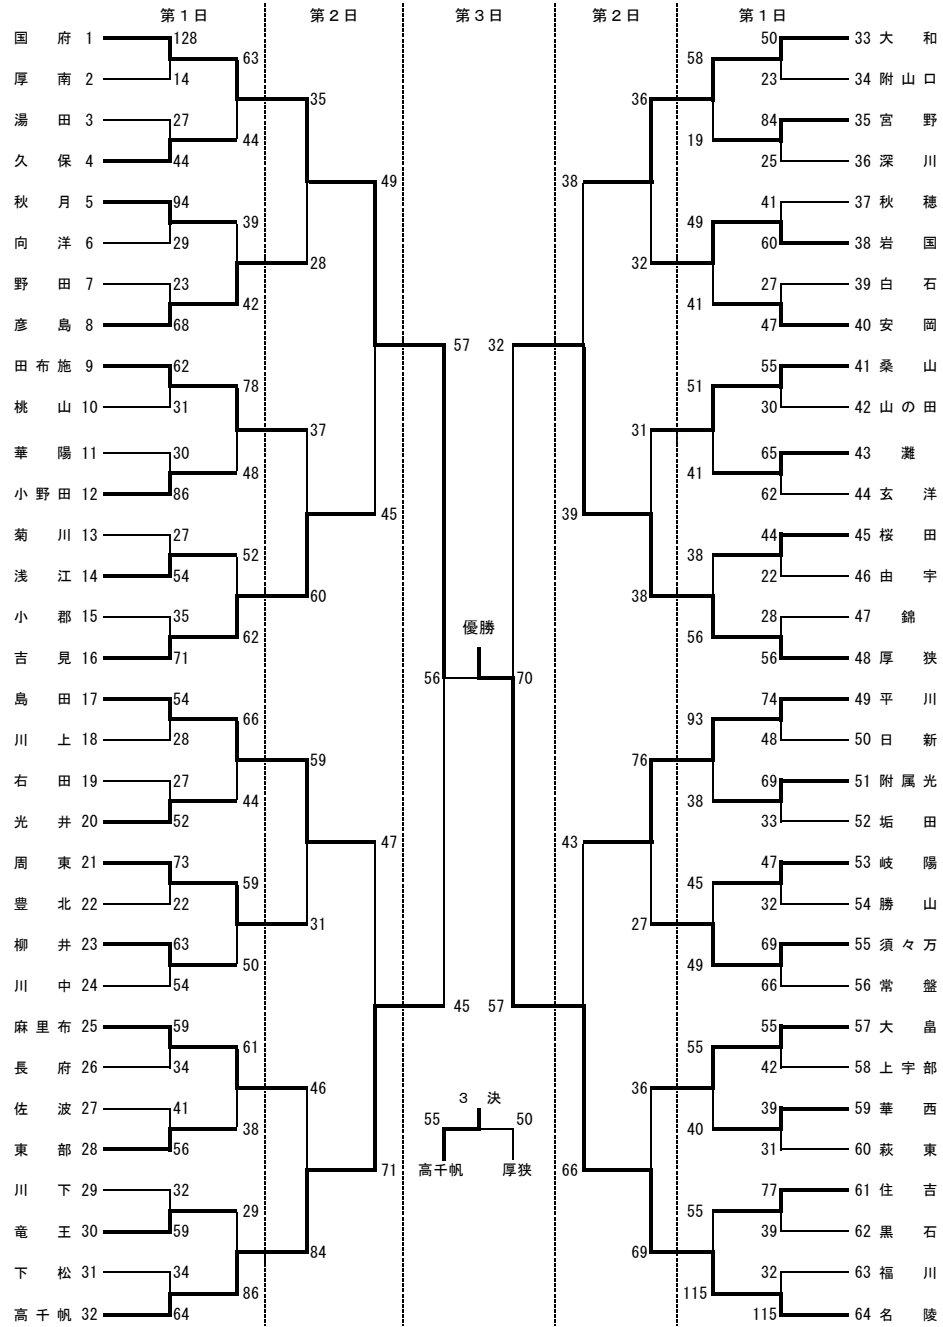 第１日 第２日 第３日 第２日 第１日
国府 1 128 50 33 大和
63 58
厚南 2 14 23 34 附山口
35 36
湯田 3 27 84 35 宮野
44 19
久保 4 44 25 36 深川
49 38
秋月 5 94 41 37 秋穂
39 49
向洋 6 29 60 38 岩国
28 32
野田 7 23 27 39 白石
42 41
彦島 8 68 47 40 安岡
57 32
田布施 9 62 55 41 桑山
78 51
桃山 10 31 30 42 山の田
37 31
華陽 11 30 65 43 灘
48 41
小野田 12 86 62 44 玄洋
45 39
菊川 13 27 44 45 桜田
52 38
浅江 14 54 22 46 由宇
60 38
小郡 15 35 28 47 錦
優勝
62 56
吉見 16 71 56 48 厚狭
56 70
島田 17 54 74 49 平川
66 93
川上 18 28 48 50 日新
59 76
右田 19 27 69 51 附属光
44 38
光井 20 52 33 52 垢田
47 43
周東 21 73 47 53 岐陽
59 45
豊北 22 22 32 54 勝山
31 27
柳井 23 63 69 55 須々万
50 49
川中 24 54 66 56 常盤
45 57
麻里布 25 59 55 57 大畠
61 55
長府 26 34 42 58 上宇部
46 36
３決
佐波 27 41 39 59 華西
55 50
38 40
東部 28 56 31 60 萩東
71 高千帆 厚狭 66
川下 29 32 77 61 住吉
29 55
竜王 30 59 39 62 黒石
84 69
下松 31 34 32 63 福川
86 115
高千帆 32 64 115 64 名陵